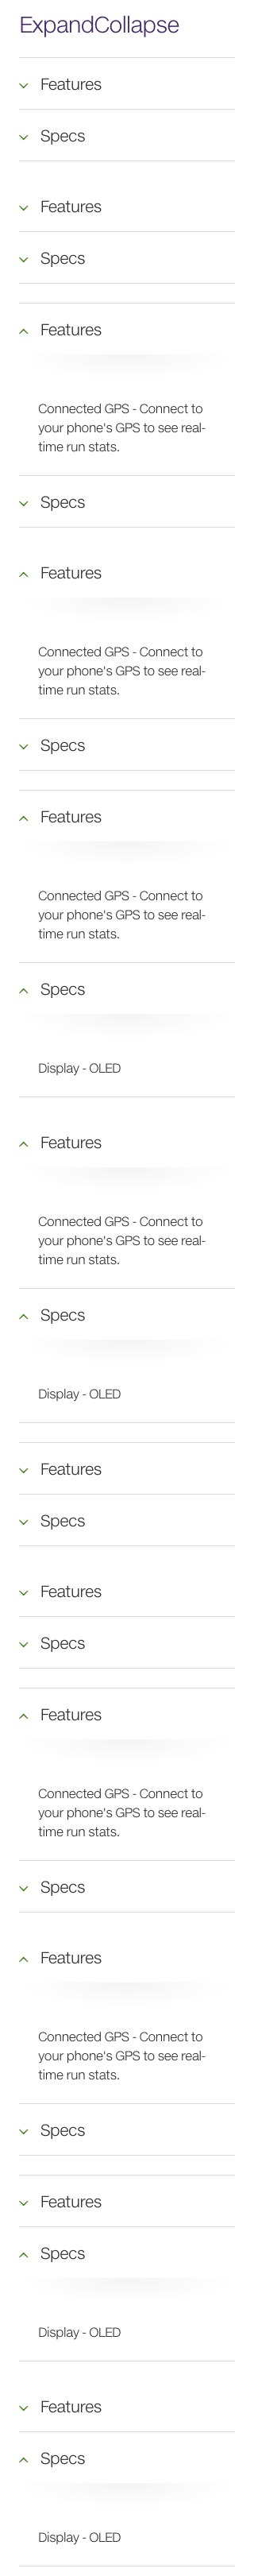 ExpandCollapse
Features
Specs
Features
Specs
Features
Connected GPS - Connect to
your phone's GPS to see real-
time run stats.
Specs
Features
Connected GPS - Connect to
your phone's GPS to see real-
time run stats.
Specs
Features
Connected GPS - Connect to
your phone's GPS to see real-
time run stats.
Specs
Display - OLED
Features
Connected GPS - Connect to
your phone's GPS to see real-
time run stats.
Specs
Display - OLED
Features
Specs
Features
Specs
Features
Connected GPS - Connect to
your phone's GPS to see real-
time run stats.
Specs
Features
Connected GPS - Connect to
your phone's GPS to see real-
time run stats.
Specs
Features
Specs
Display - OLED
Features
Specs
Display - OLED